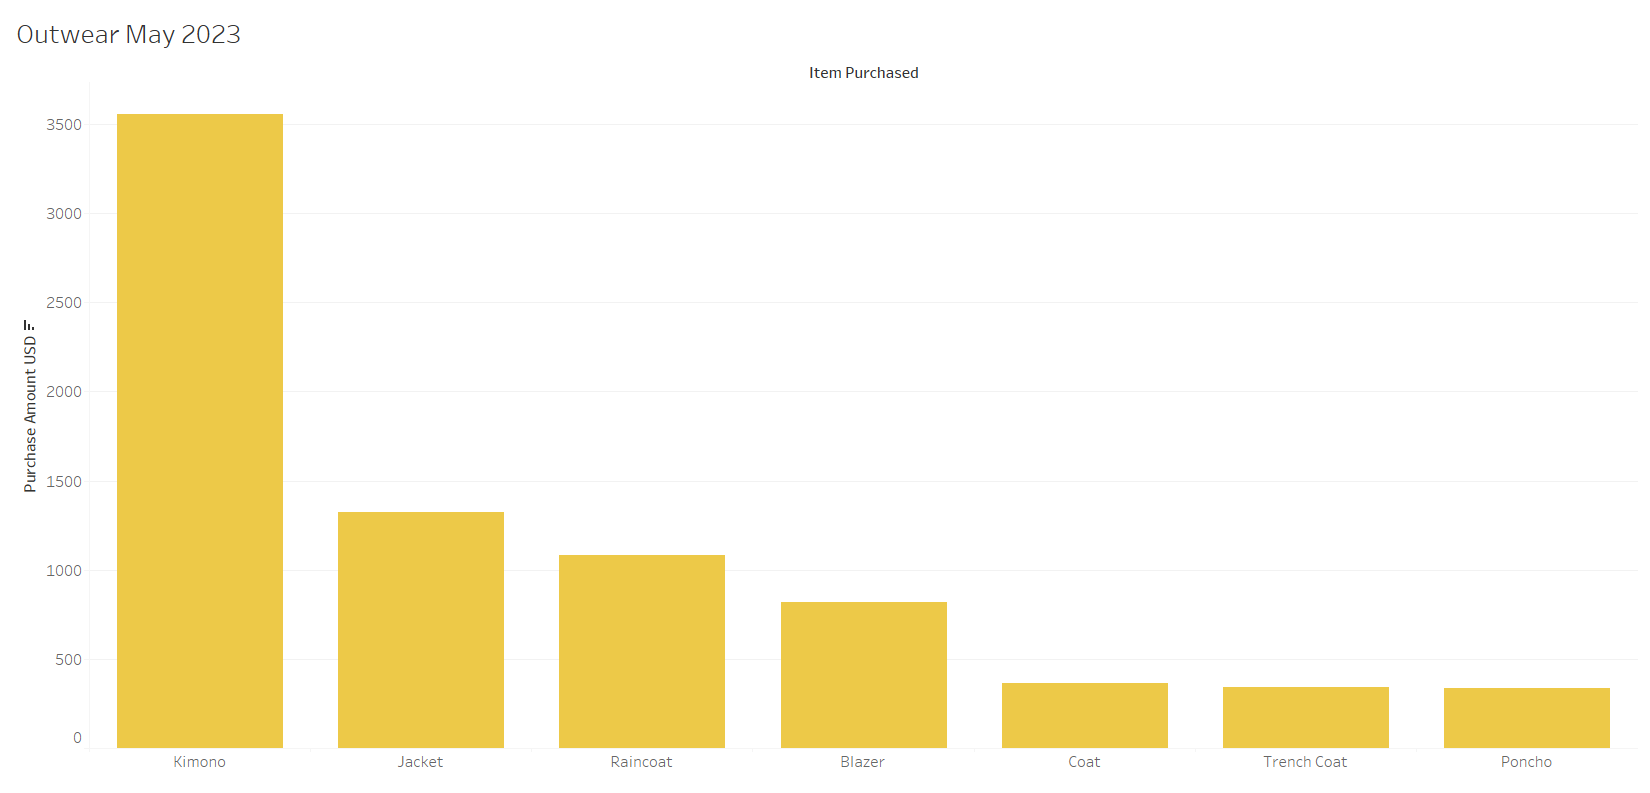 Outwear May 2023
Item Purchased
Purchase Amount USD
3500
3000
2500
2000
1500
1000
500
0
Kimono Jacket Raincoat Blazer Coat Trench Coat Poncho